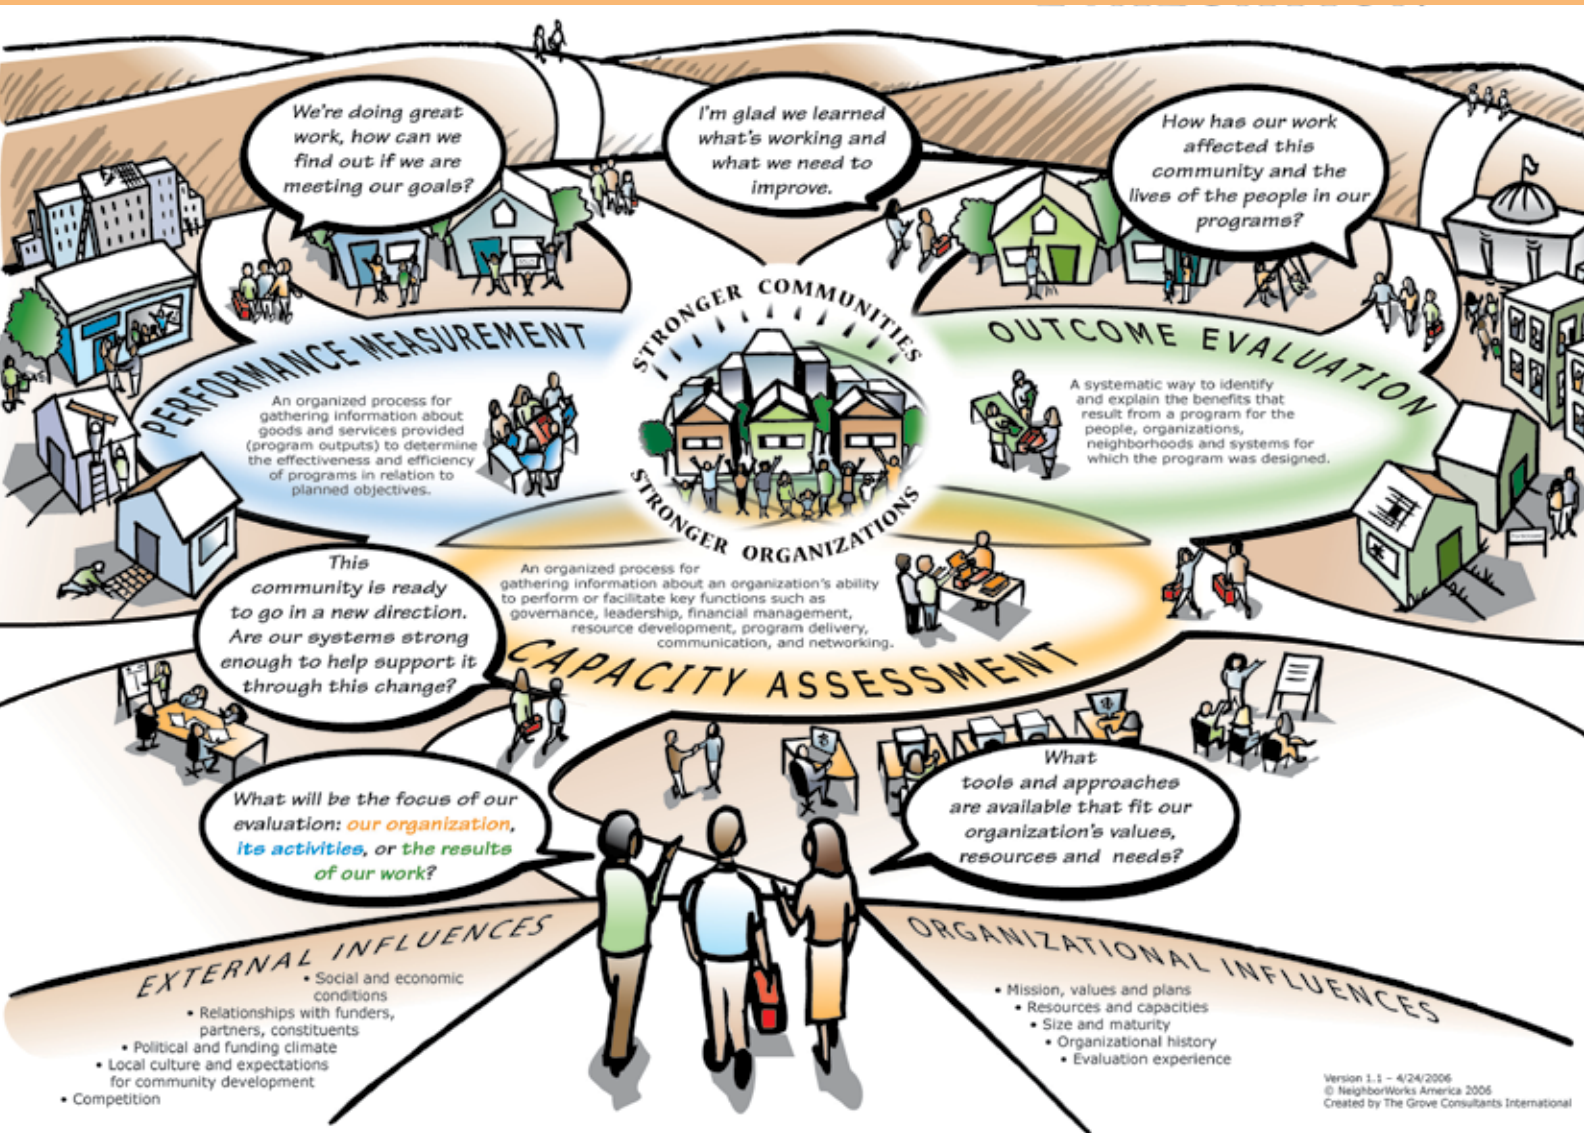 We're doing great
work, how can we
find out if we are
meeting our goals?
I'm glad we learned
what's working and
what we need to
improve.
How has our work
affected this
community and the
lives of the people in our
programs?
STRONGER COMMUNITIES
STRONGER ORGANIZATIONS
PERFORMANCE MEASUREMENT
An organized process for
gathering information about
goods and services provided
(program outputs) to determine
the effectiveness and efficiency
of programs in relation to
planned objectives.
OUTCOME EVALUATION
A systematic way to identify
and explain the benefits that
result from a program for the
people, organizations,
neighborhoods and systems for
which the program was designed.
This
community is ready
to go in a new direction.
Are our systems strong
enough to help support it
through this change?
An organized process for
gathering information about an organization's ability
to perform or facilitate key functions such as
governance, leadership, financial management,
resource development, program delivery,
communication, and networking.
CAPACITY ASSESSMENT
What will be the focus of our
evaluation: our organization,
its activities, or the results
of our work?
What
tools and approaches
are available that fit our
organization's values,
resources and needs?
EXTERNAL INFLUENCES
• Social and economic
conditions
• Relationships with funders,
partners, constituents
• Political and funding climate
• Local culture and expectations
for community development
• Competition
ORGANIZATIONAL INFLUENCES
• Mission, values and plans
• Resources and capacities
• Size and maturity
• Organizational history
• Evaluation experience
Version 1.1 – 4/24/2006
© NeighborWorks America 2006
Created by The Grove Consultants International